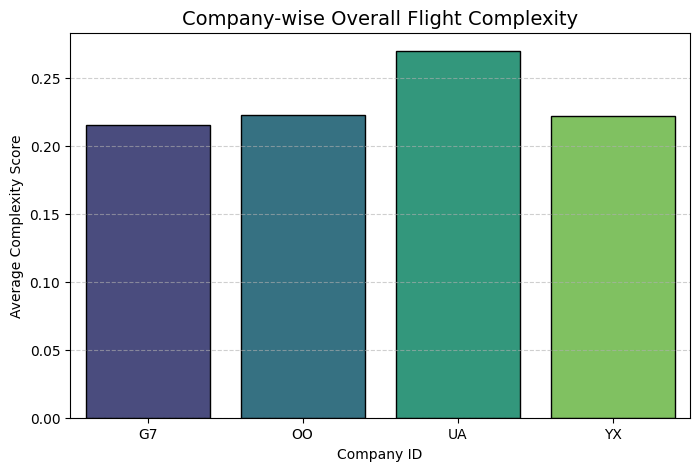 Company-wise Overall Flight Complexity
Average Complexity Score
0.25
0.20
0.15
0.10
0.05
0.00
G7 OO UA YX
Company ID